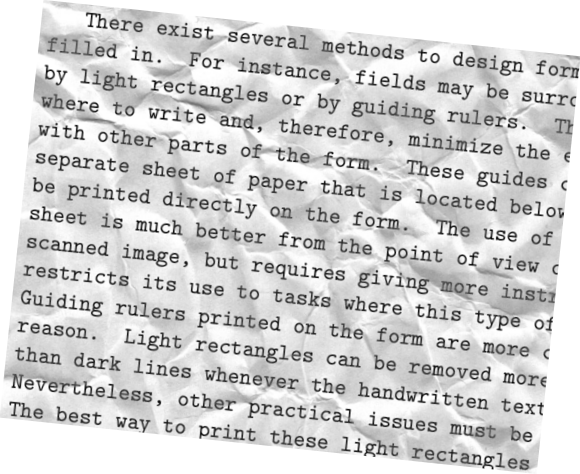 There exist several methods to design
filled in. For instance, fields may be
by light rectangles or by guiding rulers.
where to write and, therefore, minimize the
with other parts of the form. These guides
separate sheet of paper that is located below
be printed directly on the form. The use of
sheet is much better from the point of view
scanned image, but requires giving more
restricts its use to tasks where this type of
Guiding rulers printed on the form are more
reason. Light rectangles can be removed more
than dark lines whenever the handwritten text
Nevertheless, other practical issues must be
The best way to print these light rectangles